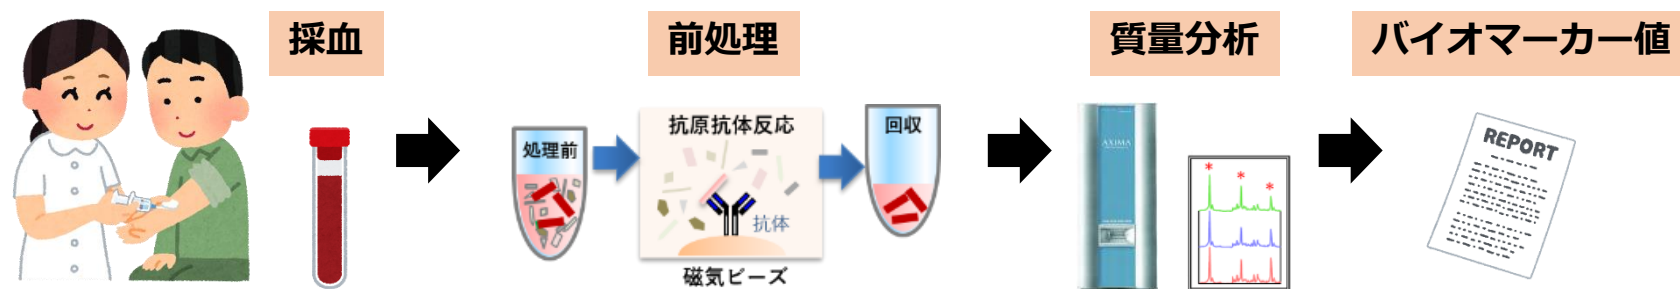 採血
前処理
質量分析
バイオマーカー値
処理前
抗原抗体反応
抗体
磁気ビーズ
回収
AXIMA
*
*
*
REPORT